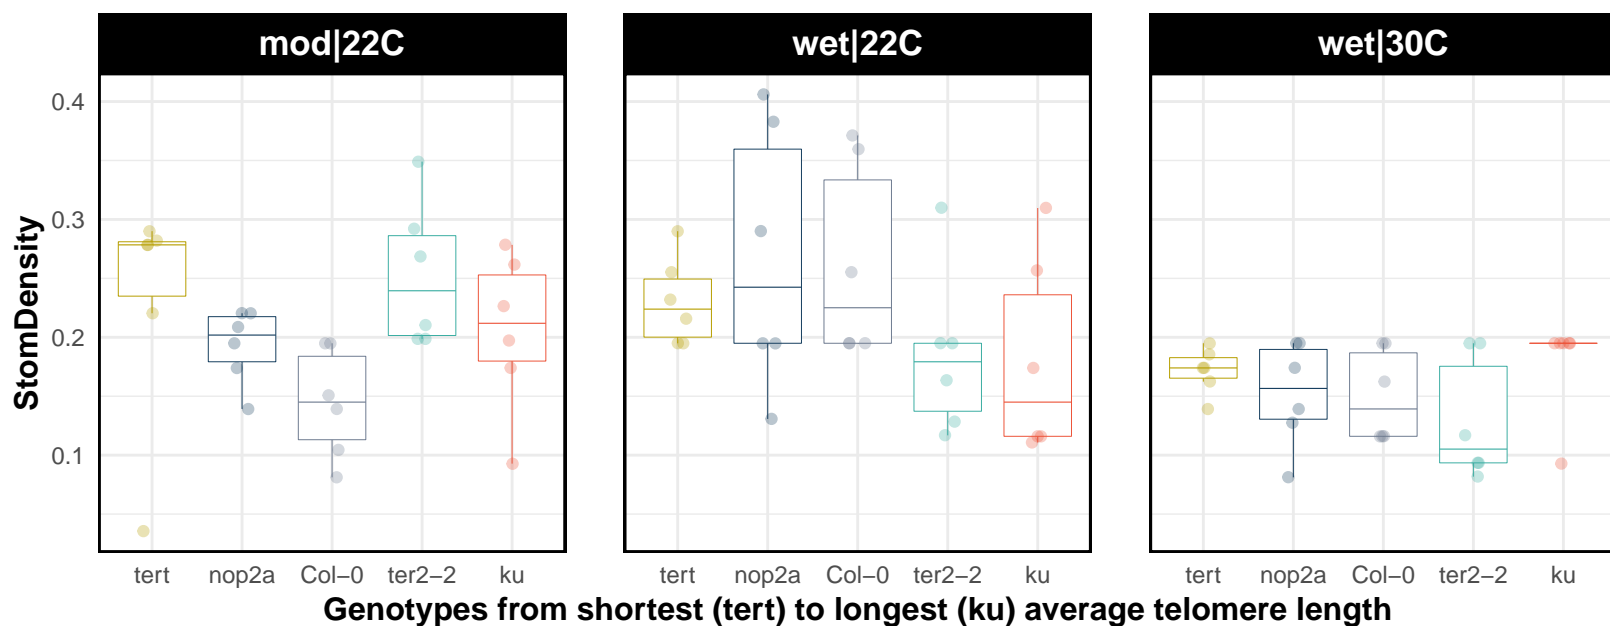 mod|22C wet|22C wet|30C
StomDensity
0.4
0.3
0.2
0.1
tert nop2a Col−0 ter2−2 ku tert nop2a Col−0 ter2−2 ku tert nop2a Col−0 ter2−2 ku
Genotypes from shortest (tert) to longest (ku) average telomere length